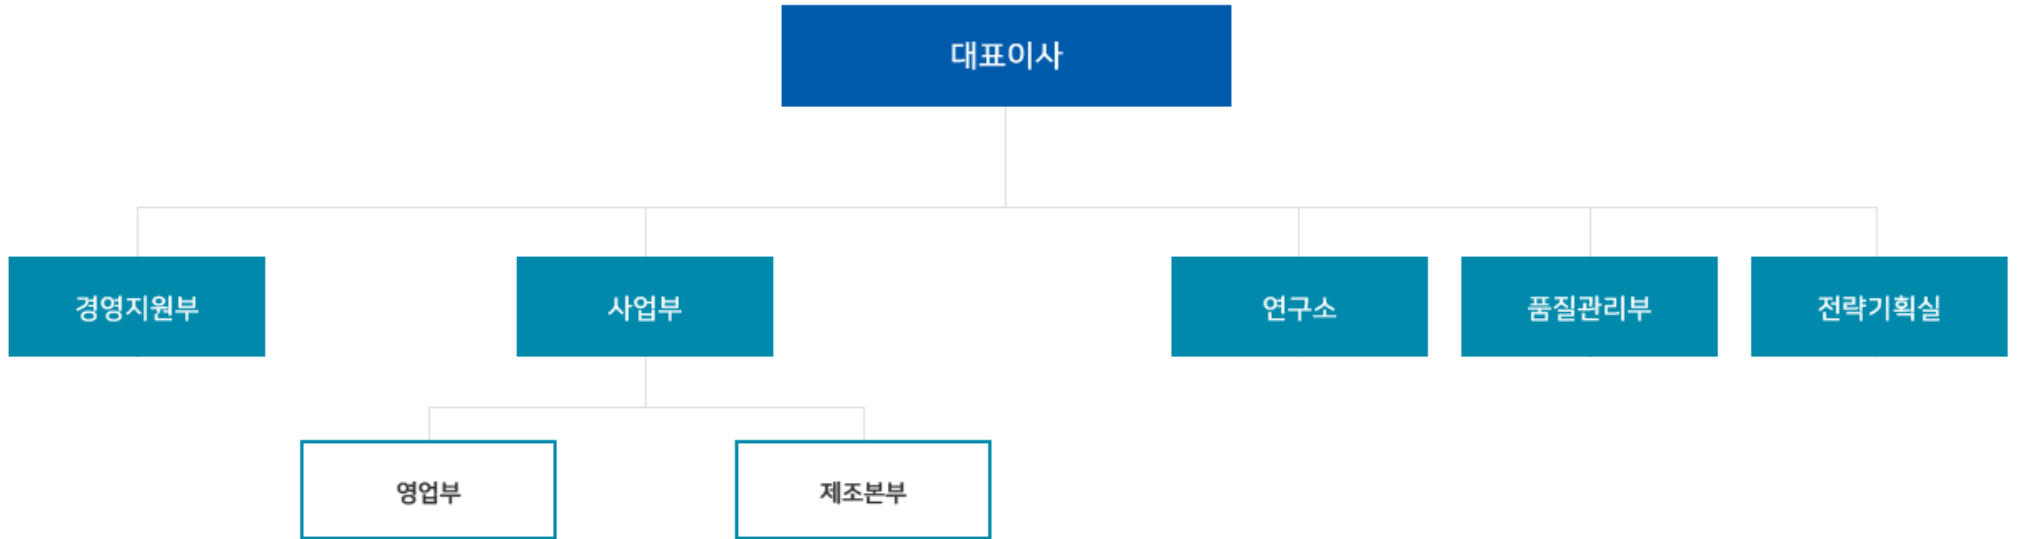 대표이사
경영지원부
사업부
연구소
품질관리부
전략기획실
영업부
제조본부